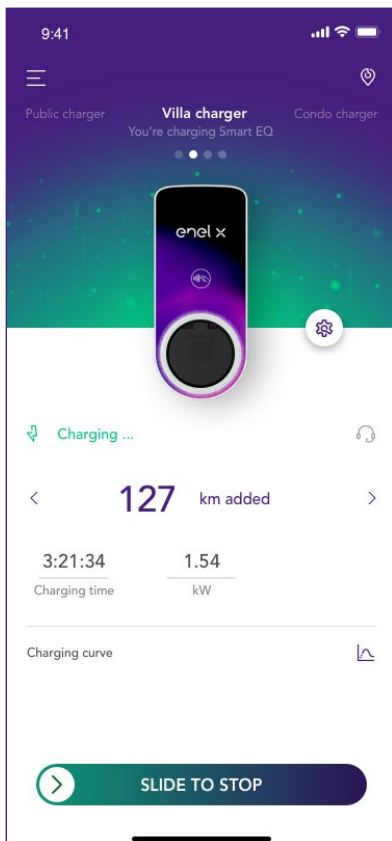 9:41
Public charger
Villa charger
Condo charger
You're charging Smart EQ
enel x
Charging ...
127 km added
3:21:34
1.54
Charging time
kW
Charging curve
SLIDE TO STOP